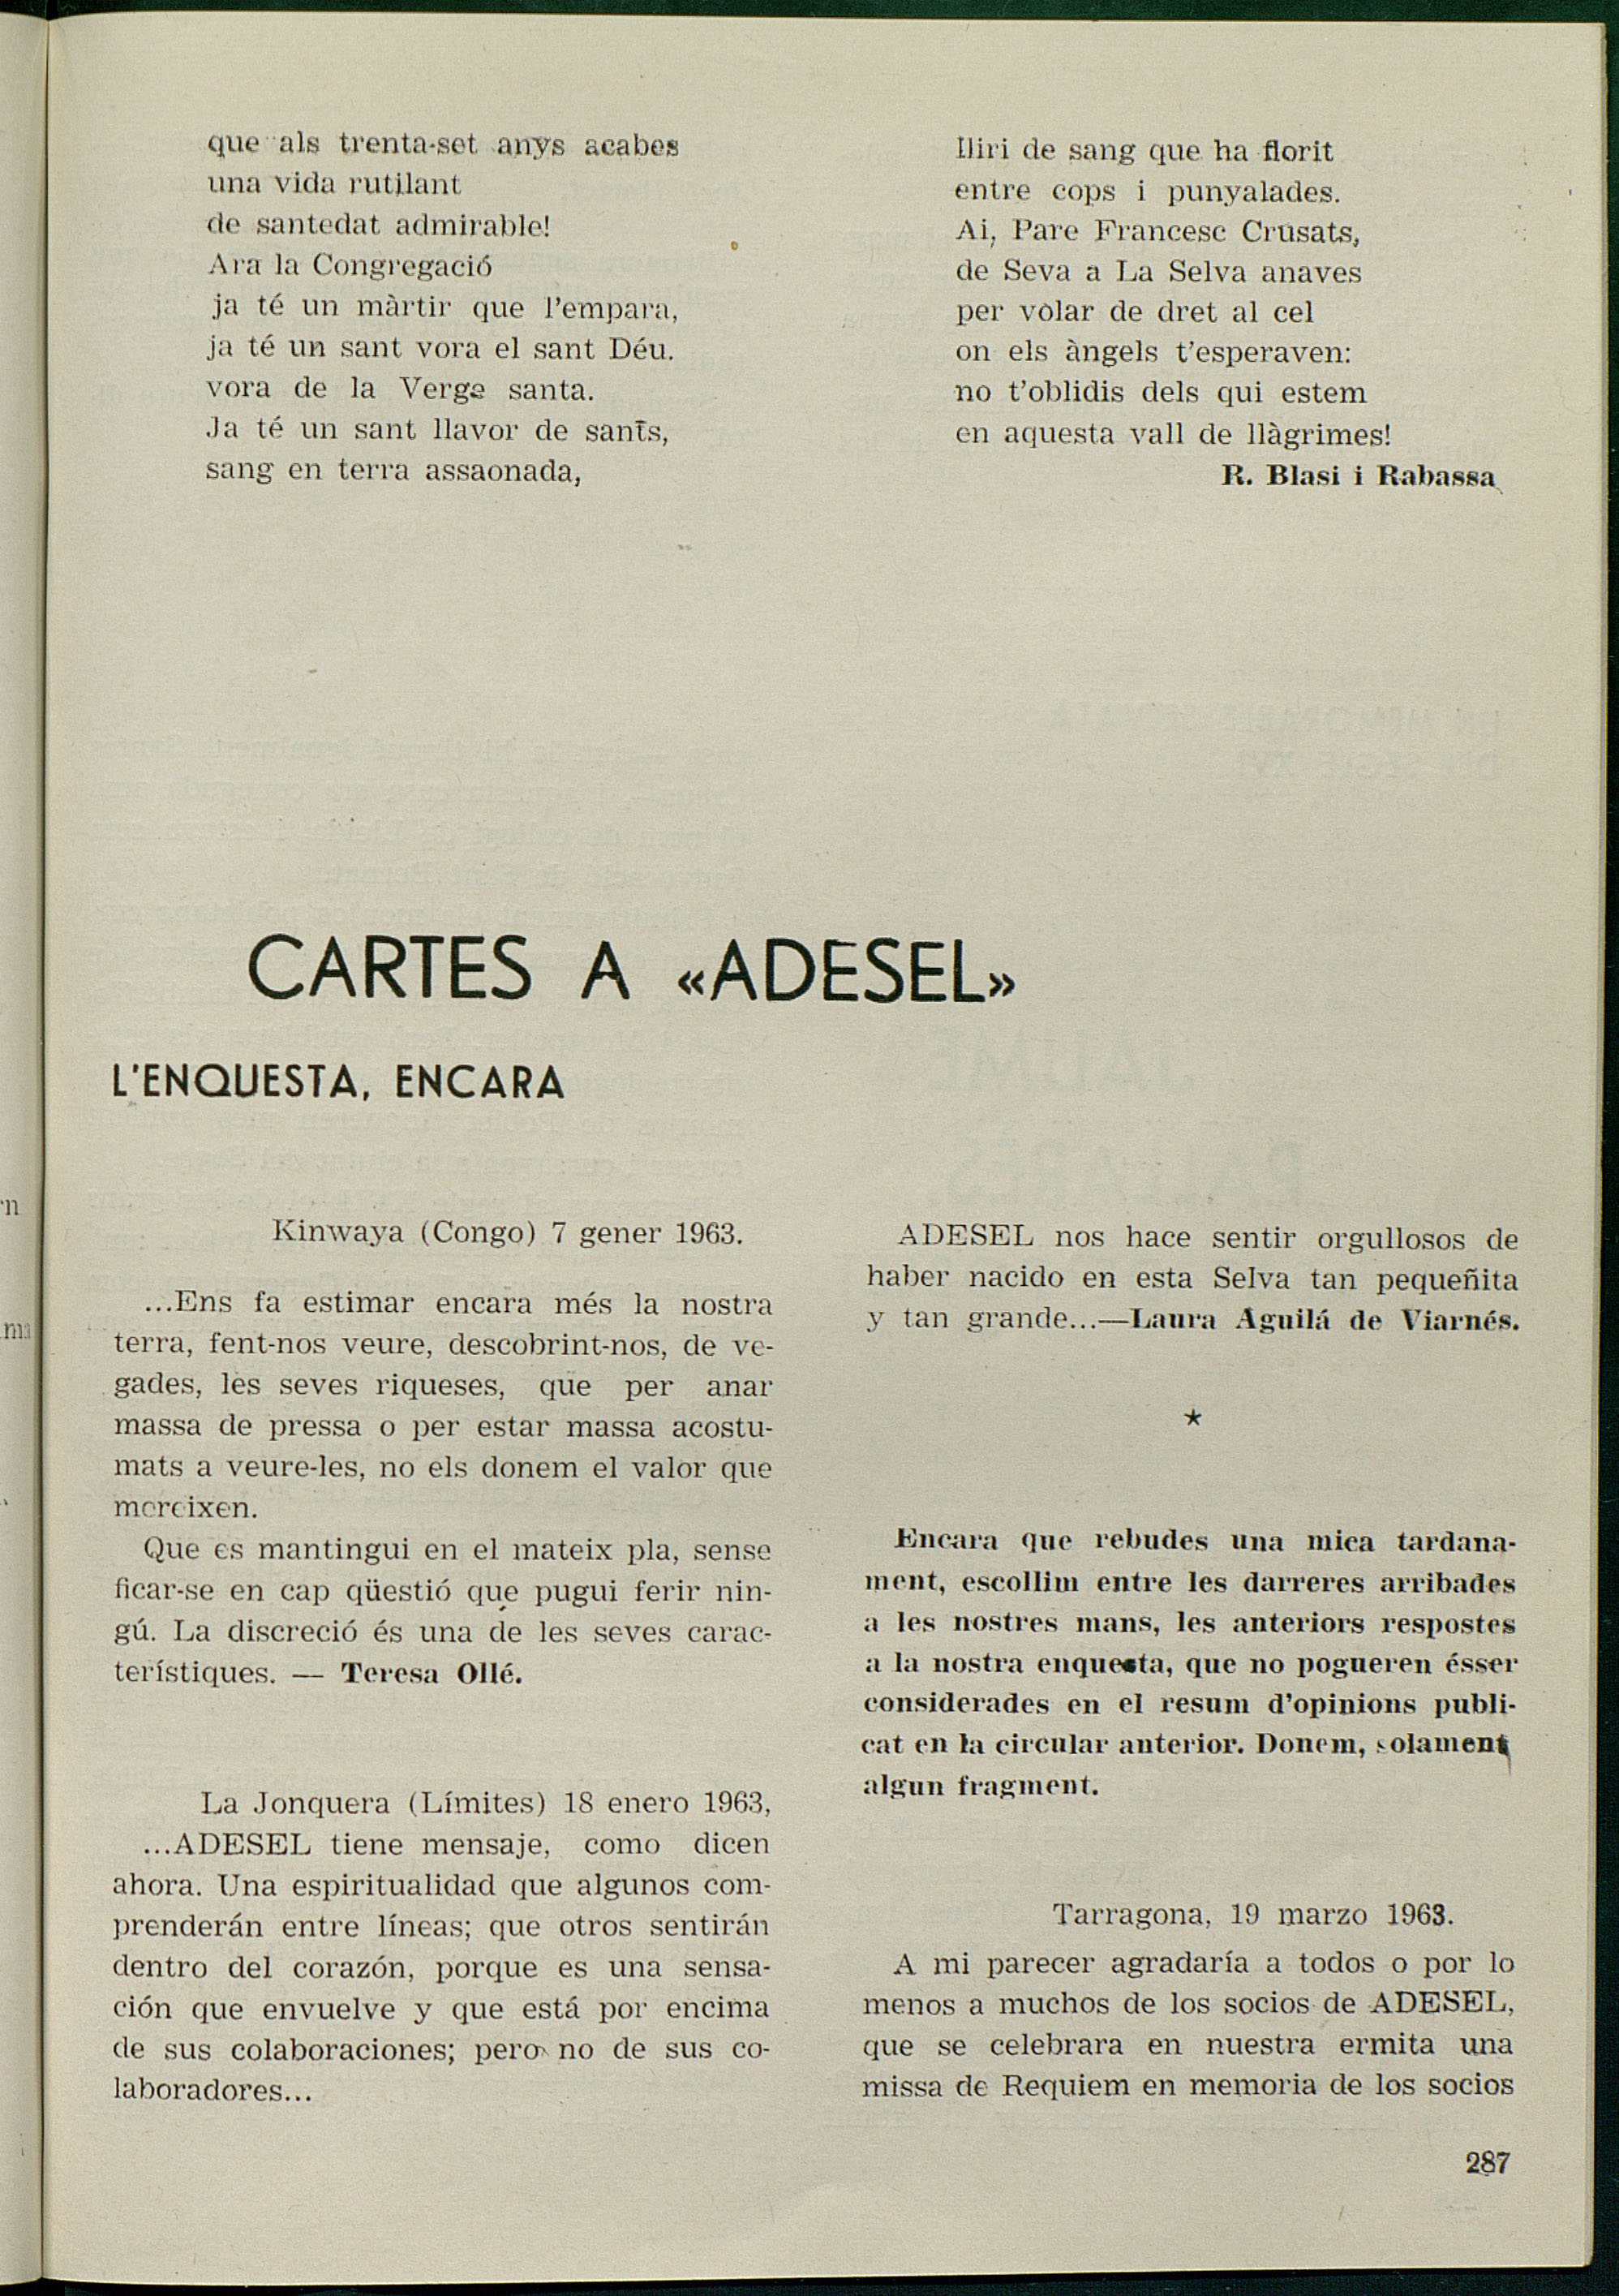 que als trenta-set anys acabes
una vida rutilant
de santedat admirable!
Ara la Congregació
ja té un màrtir que l'empara,
ja té un sant vora el sant Déu.
vora de la Verge santa.
Ja té un sant llavor de sants,
sang en terra assaonada,
lliri de sang que ha florit
entre cops i punyalades.
Ai, Pare Francesc Crusats,
de Seva a La Selva anaves
per volar de dret al cel
on els àngels t'esperaven:
no t'oblidis dels qui estem
en aquesta vall de llàgrimes!
R. Blasi i Rabassa
CARTES A «ADESEL»
L'ENQUESTA, ENCARA
Kinwaya (Congo) 7 gener 1963.
...Ens fa estimar encara més la nostra
terra, fent-nos veure, descobrint-nos, de ve-
gades, les seves riqueses, que per anar
massa de pressa o per estar massa acostu-
mats a veure-les, no els donem el valor que
mereixen.
Que es mantingui en el mateix pla, sense
ficar-se en cap qüestió que pugui ferir nin-
gú. La discreció és una de les seves carac-
terístiques. — Teresa Ollé.
La Jonquera (Límites) 18 enero 1963,
...ADESEL tiene mensaje, como dicen
ahora. Una espiritualidad que algunos com-
prenderán entre líneas; que otros sentirán
dentro del corazón, porque es una sensa-
ción que envuelve y que está por encima
de sus colaboraciones; pero no de sus co-
laboradores...
ADESEL nos hace sentir orgullosos de
haber nacido en esta Selva tan pequeñita
y tan grande...—Laura Aguilá de Viarnés.
★
Encara que rebudes una mica tardana-
ment, escollim entre les darreres arribades
a les nostres mans, les anteriors respostes
a la nostra enquesta, que no pogueren ésser
considerades en el resum d'opinions publi-
cat en la circular anterior. Donem, solament
algun fragment.
Tarragona, 19 marzo 1963.
A mi parecer agradaría a todos o por lo
menos a muchos de los socios de ADESEL,
que se celebrara en nuestra ermita una
missa de Requiem en memoria de los socios
287